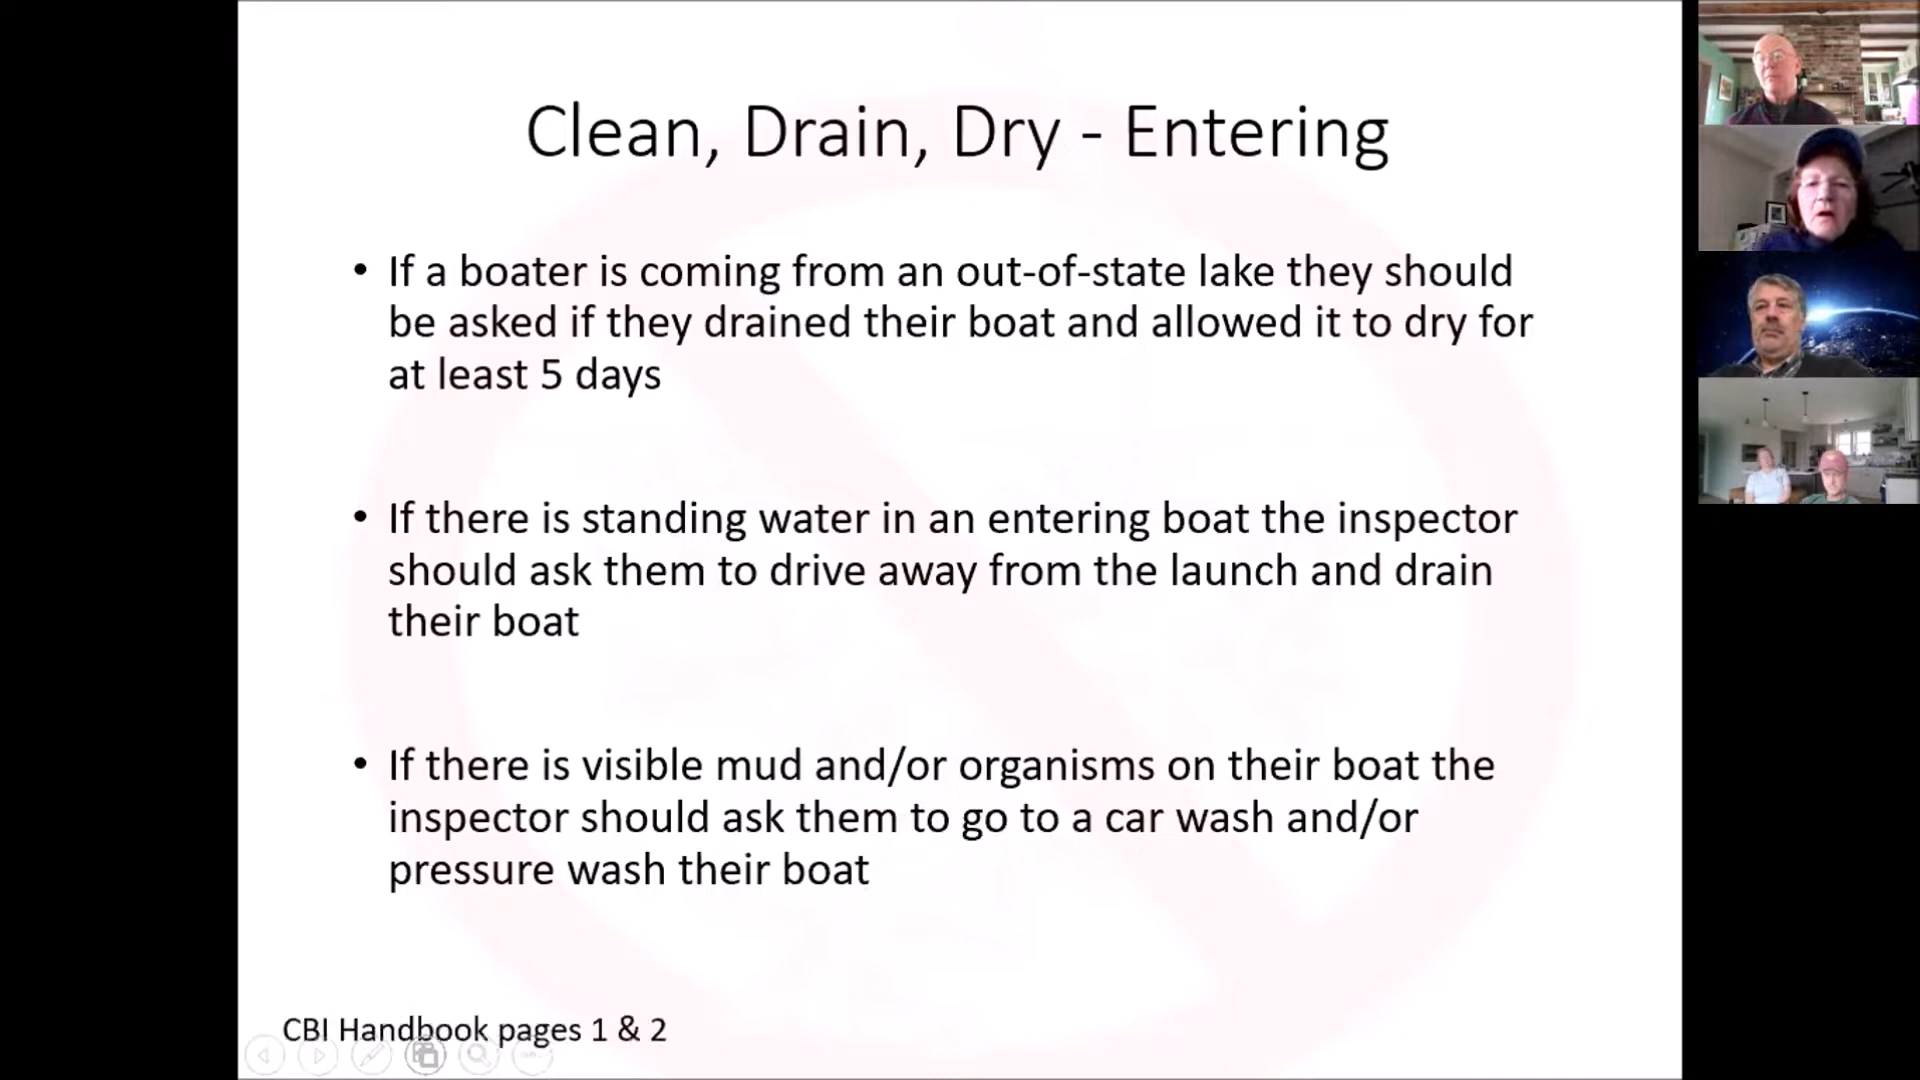 Clean, Drain, Dry - Entering
• If a boater is coming from an out-of-state lake they should
be asked if they drained their boat and allowed it to dry for
at least 5 days
• If there is standing water in an entering boat the inspector
should ask them to drive away from the launch and drain
their boat
• If there is visible mud and/or organisms on their boat the
inspector should ask them to go to a car wash and/or
pressure wash their boat
CBI Handbook pages 1 & 2